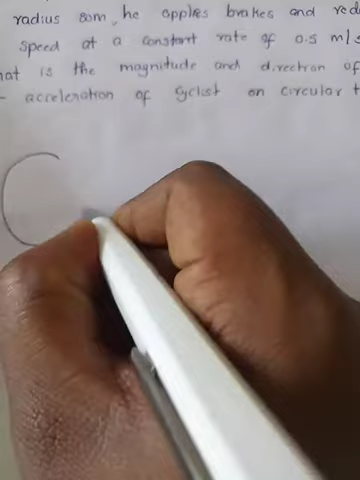 radius 80m, he applies brakes and red
speed at a constant rate of 0.5 m/s
hat is the magnitude and direction of
acceleration of cyclist on circular t